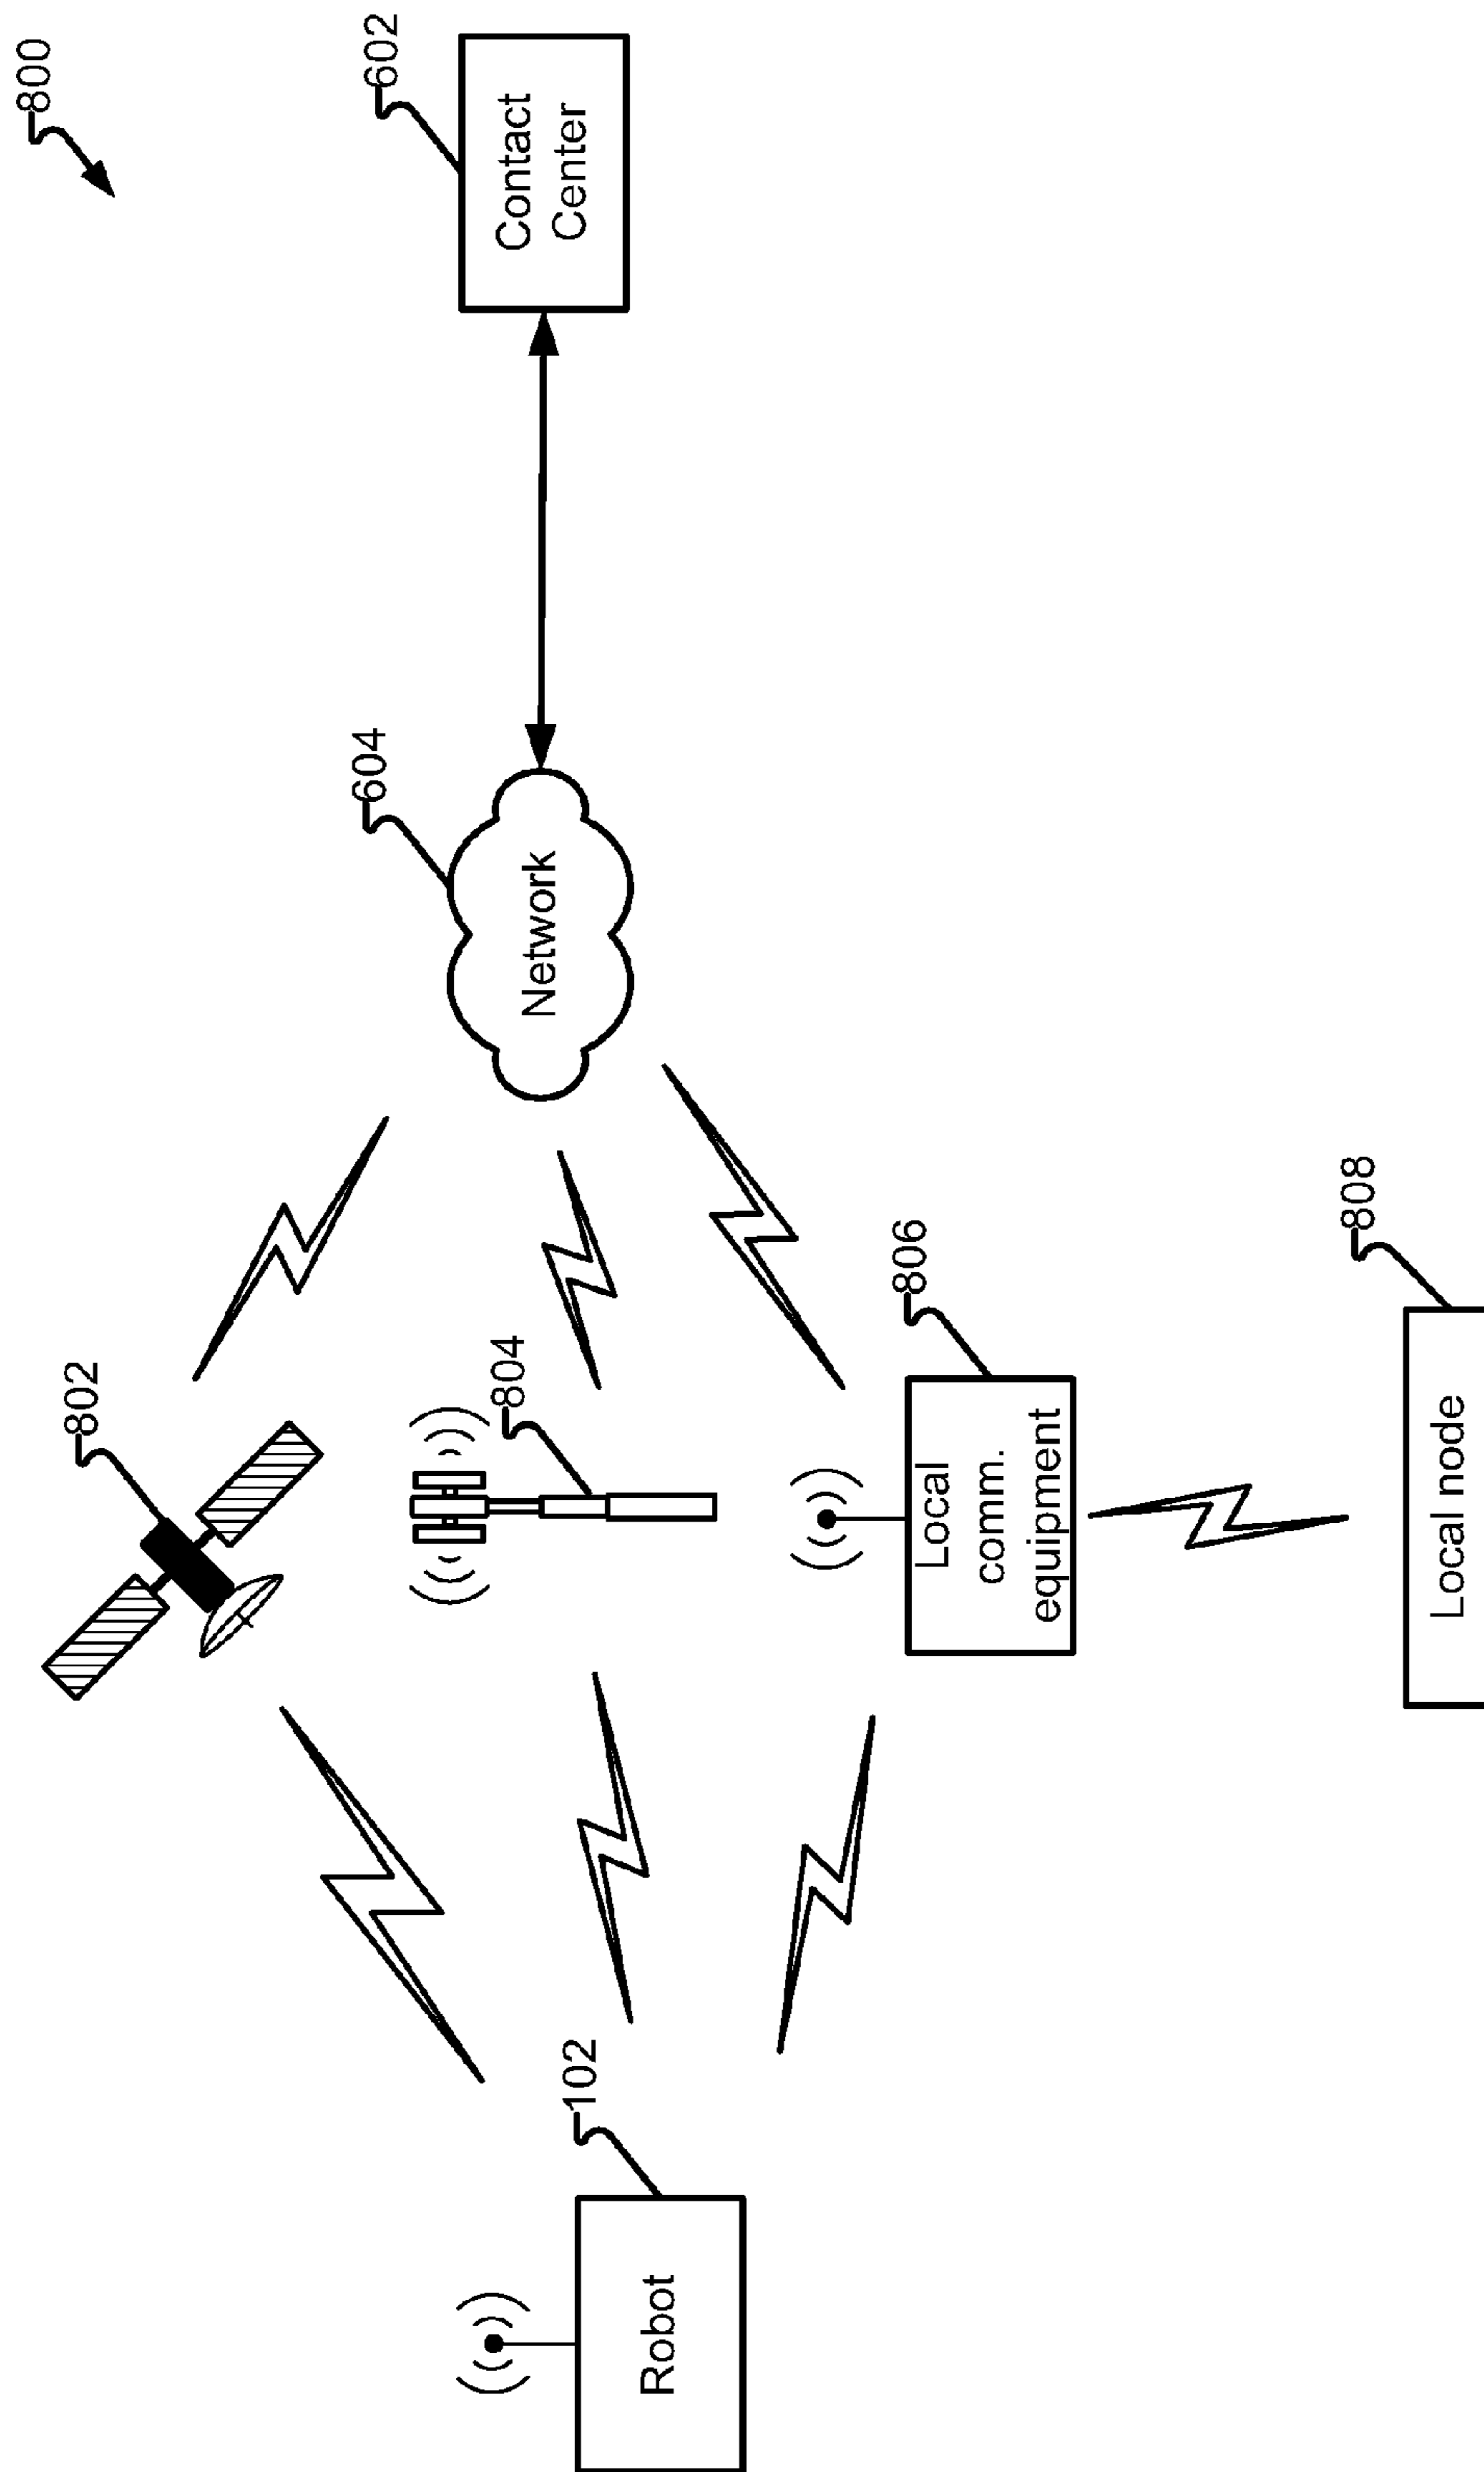 800
802
604
602
804
Contact
Center
Network
102
Robot
806
Local
comm.
equipment
808
Local node